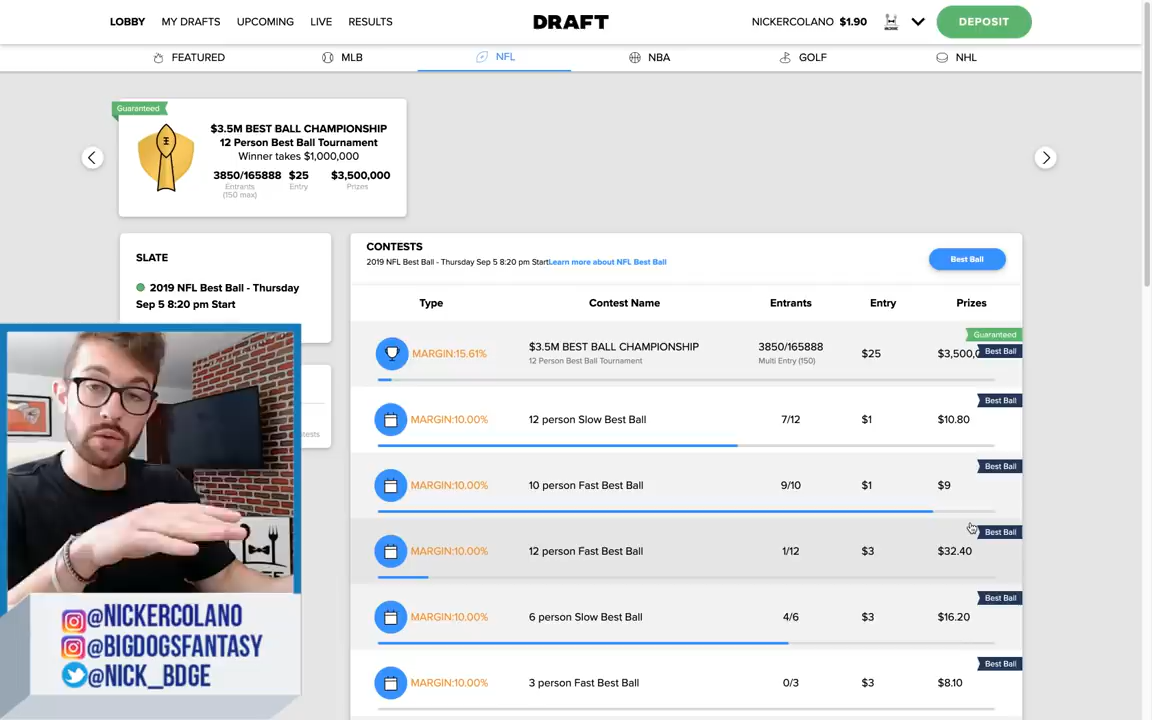 LOBBY MY DRAFTS UPCOMING LIVE RESULTS DRAFT NICKERCOLANO $1.90 DEPOSIT
FEATURED MLB NFL NBA GOLF NHL
Guaranteed
$3.5M BEST BALL CHAMPIONSHIP
12 Person Best Ball Tournament
Winner takes $1,000,000
3850/165888 $25 $3,500,000
Entrants Entry Prizes
(150 max)
SLATE
2019 NFL Best Ball - Thursday
Sep 5 8:20 pm Start
CONTESTS
2019 NFL Best Ball - Thursday Sep 5 8:20 pm StartLearn more about NFL Best Ball
Best Ball
Type Contest Name Entrants Entry Prizes
Guaranteed
MARGIN:15.61% $3.5M BEST BALL CHAMPIONSHIP 3850/165888 $25 $3,500,0 Best Ball
12 Person Best Ball Tournament Multi Entry (150)
Best Ball
MARGIN:10.00% 12 person Slow Best Ball 7/12 $1 $10.80
Best Ball
MARGIN:10.00% 10 person Fast Best Ball 9/10 $1 $9
Best Ball
MARGIN:10.00% 12 person Fast Best Ball 1/12 $3 $32.40
Best Ball
MARGIN:10.00% 6 person Slow Best Ball 4/6 $3 $16.20
Best Ball
MARGIN:10.00% 3 person Fast Best Ball 0/3 $3 $8.10
tests
@NICKERCOLANO
@BIGDOGSFANTASY
@NICK_BDGE